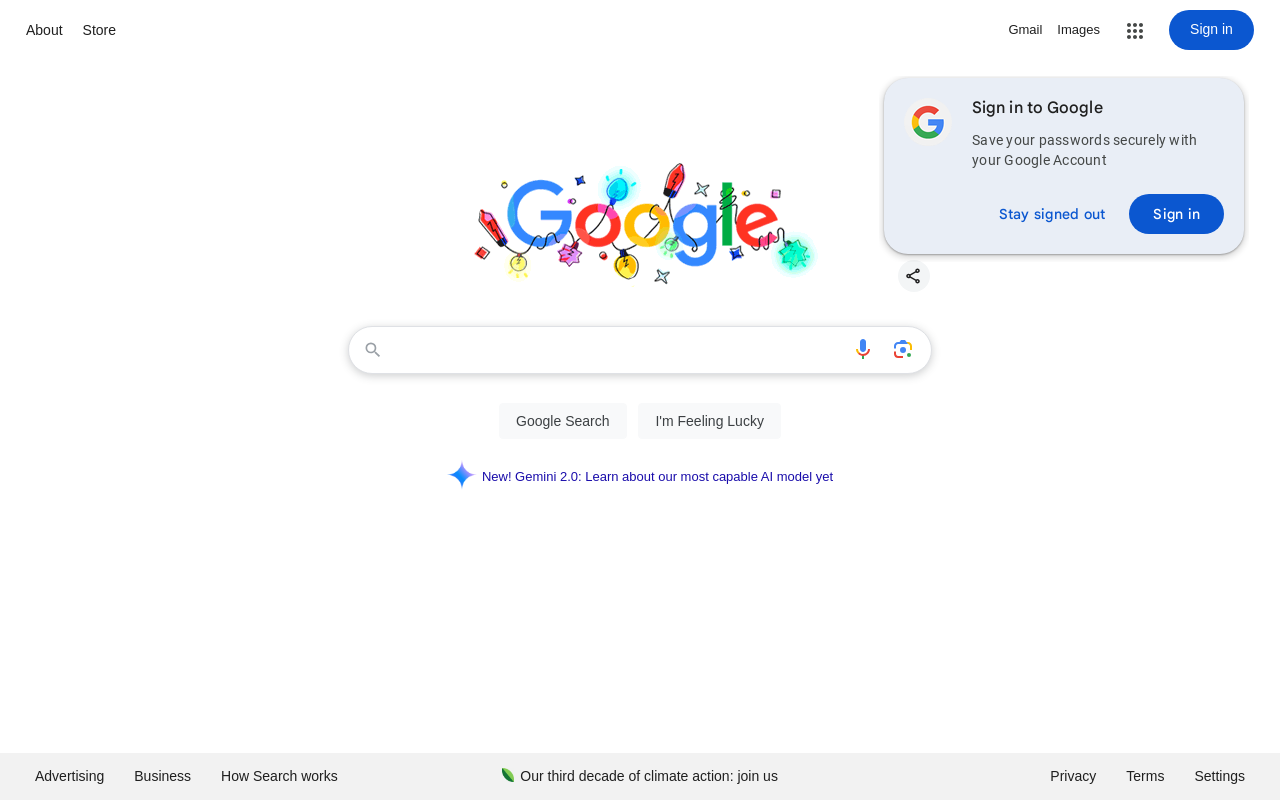 About Store
Gmail Images Sign in
Sign in to Google
Save your passwords securely with
your Google Account
Stay signed out Sign in
Google
Google Search I'm Feeling Lucky
New! Gemini 2.0: Learn about our most capable AI model yet
Advertising Business How Search works Our third decade of climate action: join us Privacy Terms Settings